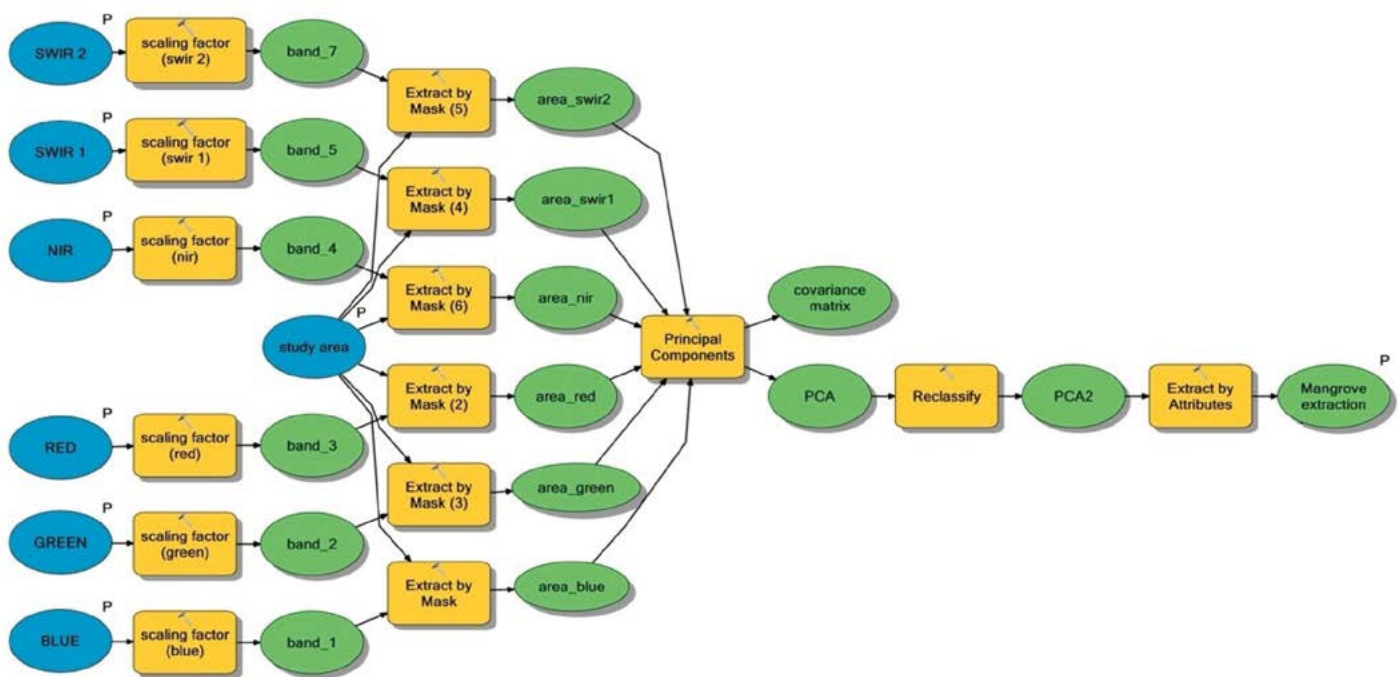 P
SWIR 2
scaling factor
(swir 2)
band_7
Extract by
Mask (5)
area_swir2
P
SWIR 1
scaling factor
(swir 1)
band_5
Extract by
Mask (4)
area_swir1
P
NIR
scaling factor
(nir)
band_4
Extract by
Mask (6)
area_nir
P
study area
Principal
Components
covariance
matrix
Extract by
Mask (2)
area_red
PCA
Reclassify
PCA2
Extract by
Attributes
P
Mangrove
extraction
P
RED
scaling factor
(red)
band_3
Extract by
Mask (3)
area_green
P
GREEN
scaling factor
(green)
band_2
Extract by
Mask
area_blue
P
BLUE
scaling factor
(blue)
band_1